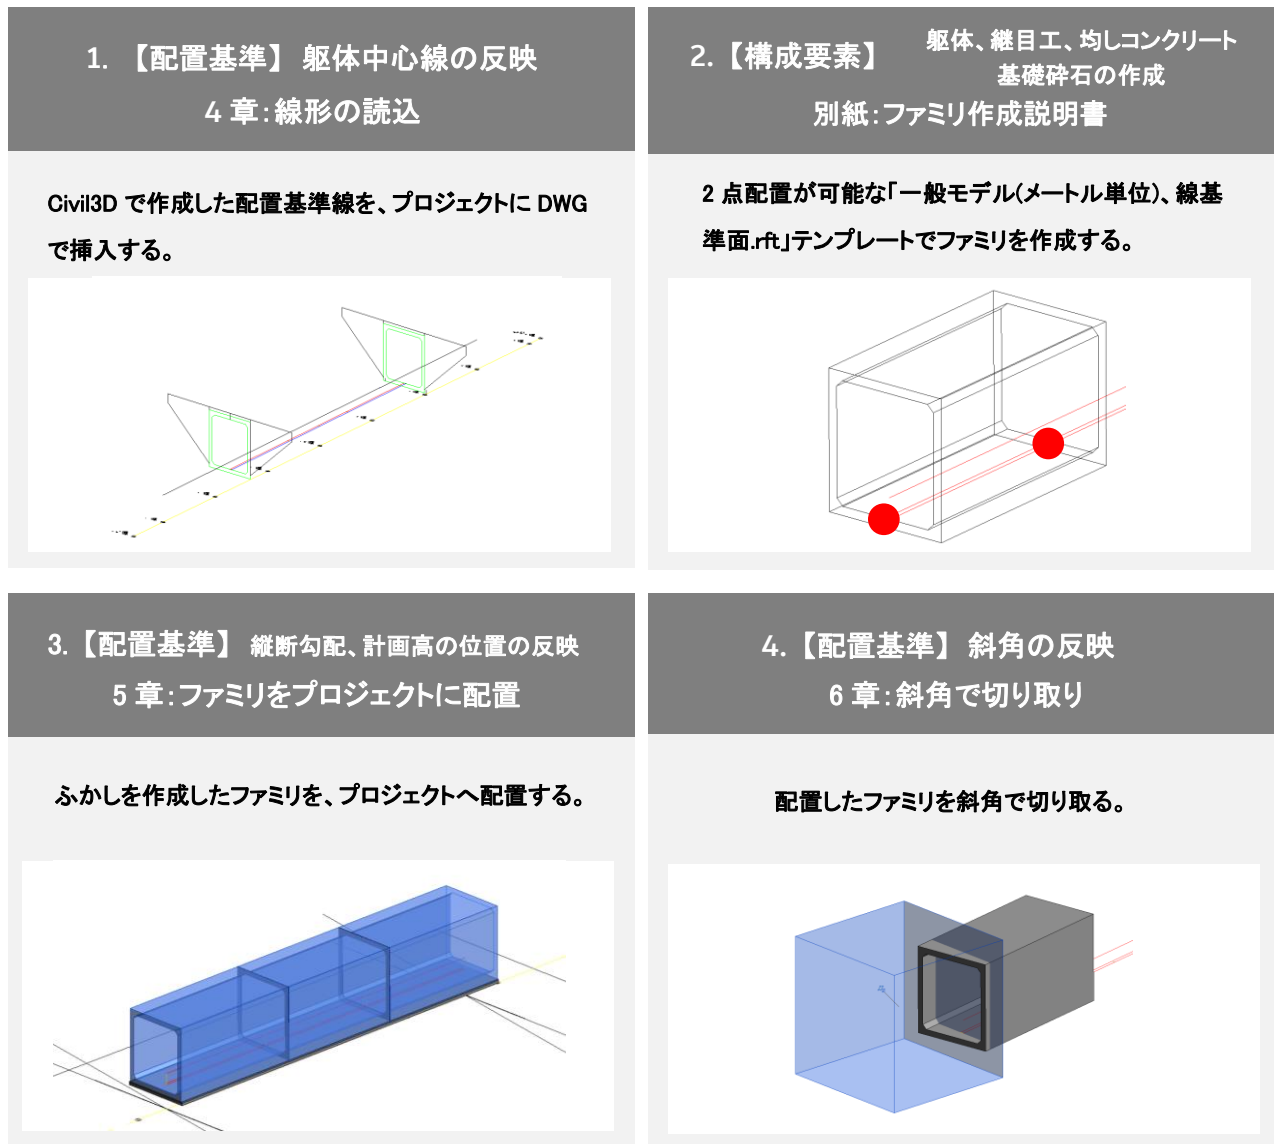 1. 【配置基準】 躯体中心線の反映
4 章：線形の読込
Civil3D で作成した配置基準線を、プロジェクトに DWG
で挿入する。
2. 【構成要素】 躯体、継目工、均しコンクリート
基礎砕石の作成
別紙：ファミリ作成説明書
2 点配置が可能な「一般モデル(メートル単位)、線基
準面.rft」テンプレートでファミリを作成する。
3. 【配置基準】 縦断勾配、計画高の位置の反映
5 章：ファミリをプロジェクトに配置
ふかしを作成したファミリを、プロジェクトへ配置する。
4. 【配置基準】 斜角の反映
6 章：斜角で切り取り
配置したファミリを斜角で切り取る。